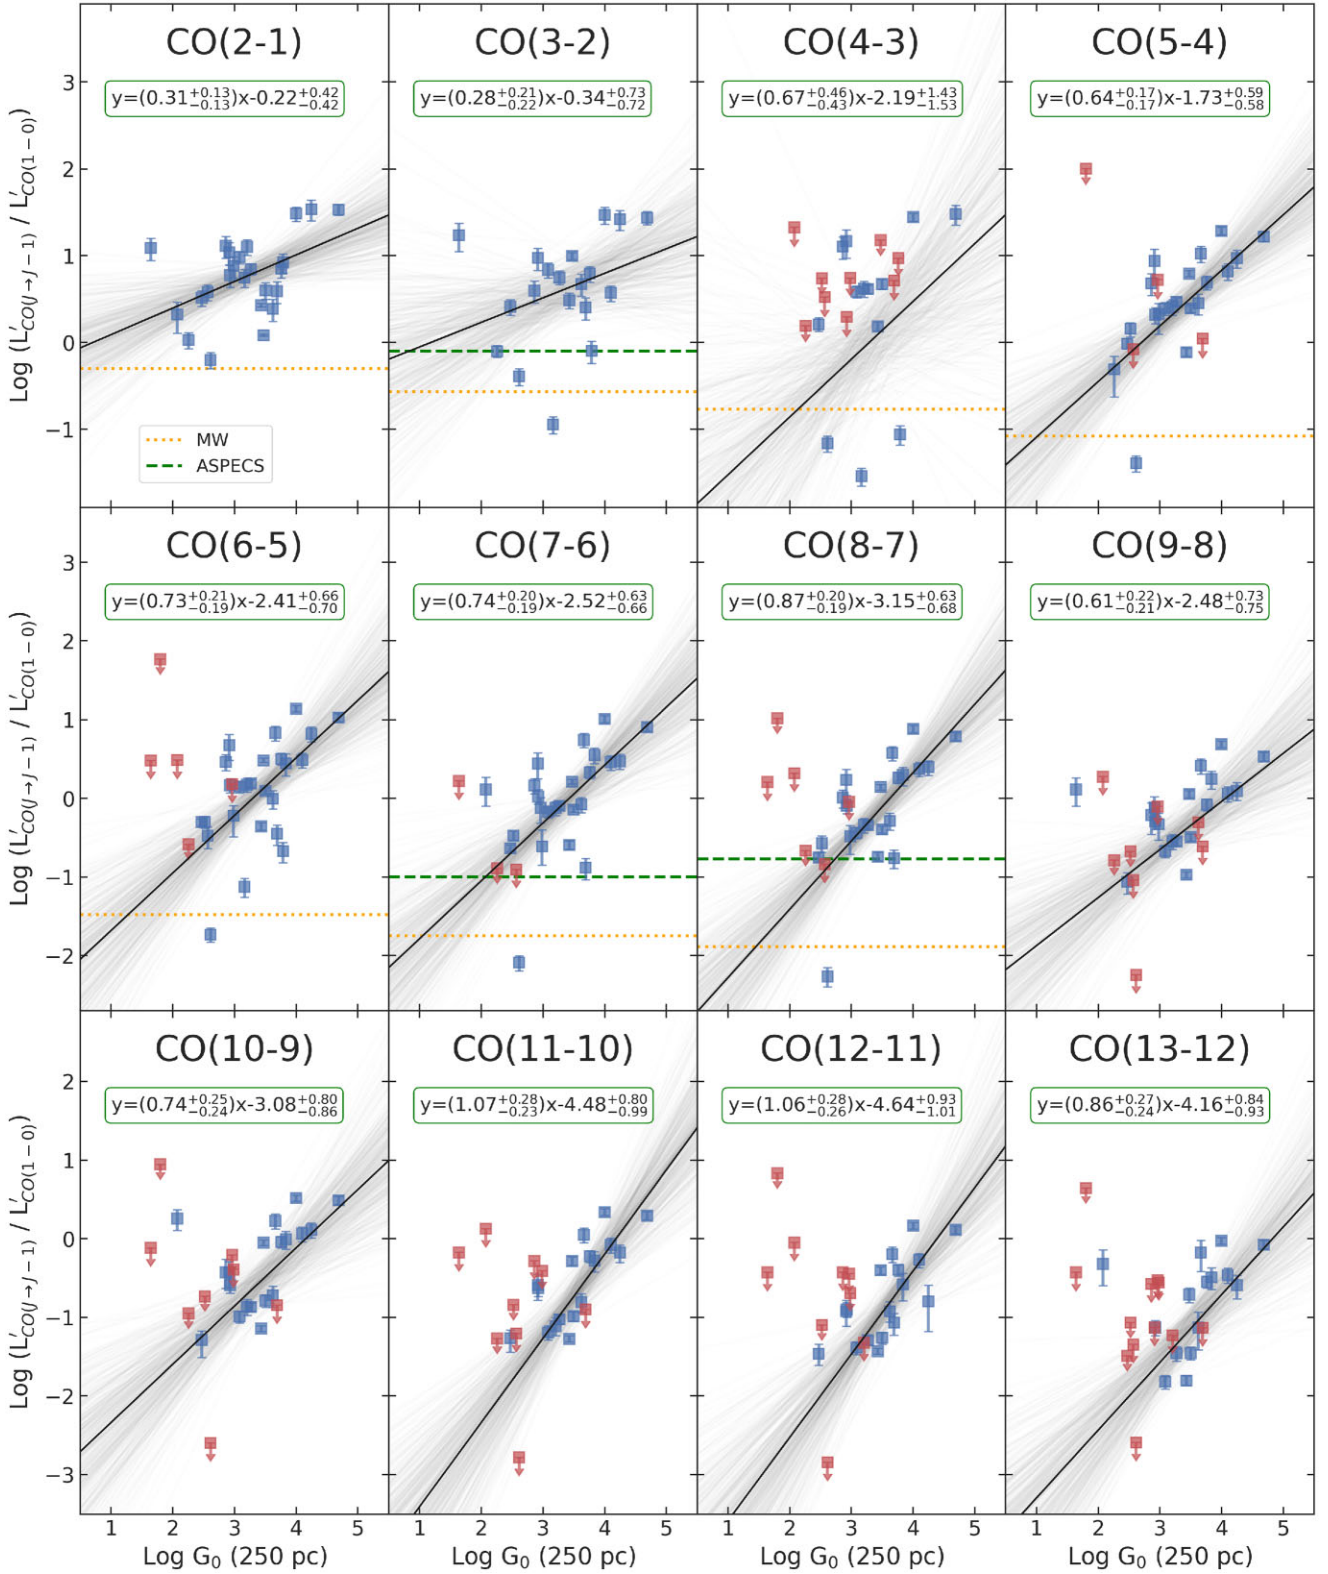 CO(2-1) CO(3-2) CO(4-3) CO(5-4)
y=(0.31+0.13−0.13)x-0.22+0.42−0.42 y=(0.28+0.21−0.22)x-0.34+0.73−0.72 y=(0.67+0.46−0.43)x-2.19+1.43−1.53 y=(0.64+0.17−0.17)x-1.73+0.59−0.58
Log (L′CO(J→J−1) / L′CO(1−0))
3
2
1
0
−1
MW
ASPECS
CO(6-5) CO(7-6) CO(8-7) CO(9-8)
y=(0.73+0.21−0.19)x-2.41+0.66−0.70 y=(0.74+0.20−0.19)x-2.52+0.63−0.66 y=(0.87+0.20−0.19)x-3.15+0.63−0.68 y=(0.61+0.22−0.21)x-2.48+0.73−0.75
Log (L′CO(J→J−1) / L′CO(1−0))
3
2
1
0
−1
−2
CO(10-9) CO(11-10) CO(12-11) CO(13-12)
y=(0.74+0.25−0.24)x-3.08+0.80−0.86 y=(1.07+0.28−0.23)x-4.48+0.80−0.99 y=(1.06+0.28−0.26)x-4.64+0.93−1.01 y=(0.86+0.27−0.24)x-4.16+0.84−0.93
Log (L′CO(J→J−1) / L′CO(1−0))
2
1
0
−1
−2
−3
1 2 3 4 5 1 2 3 4 5 1 2 3 4 5 1 2 3 4 5
Log G0 (250 pc) Log G0 (250 pc) Log G0 (250 pc) Log G0 (250 pc)